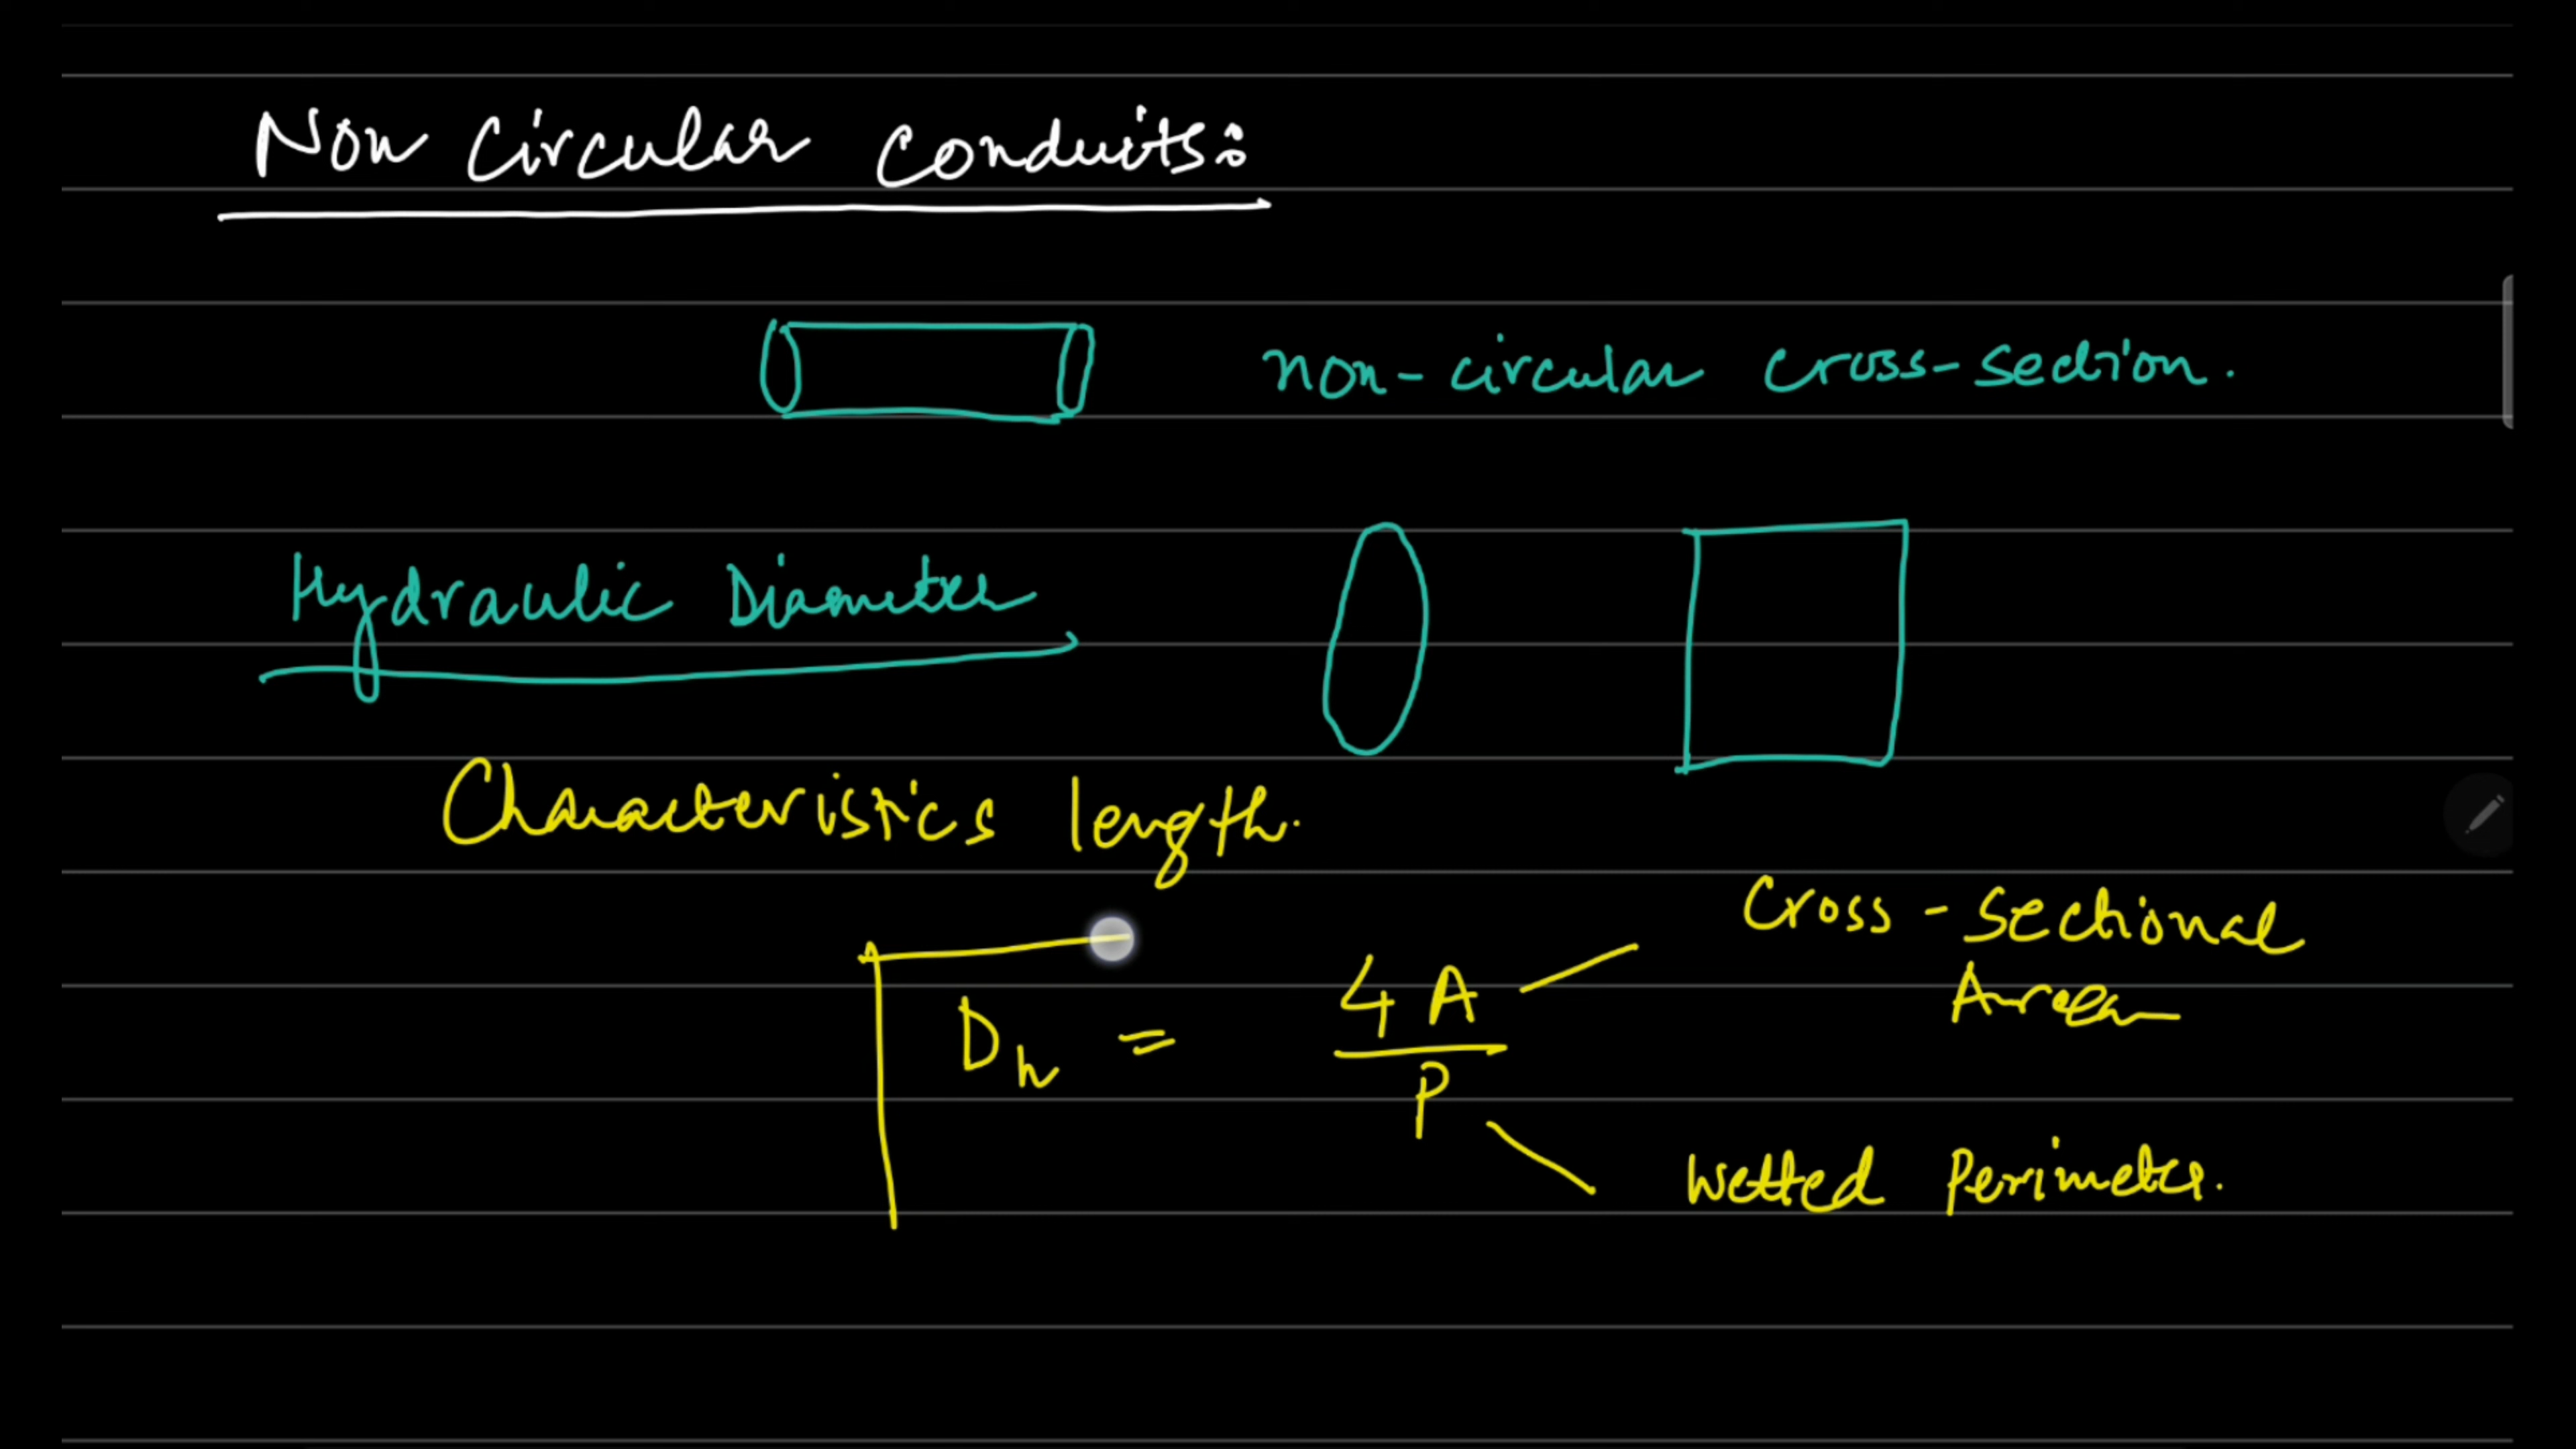 Non Circular Conduits:
non-circular cross-section.
Hydraulic Diameter
Characteristics length.
Cross-Sectional
Area
Dh = 4A/P
Wetted Perimeter.